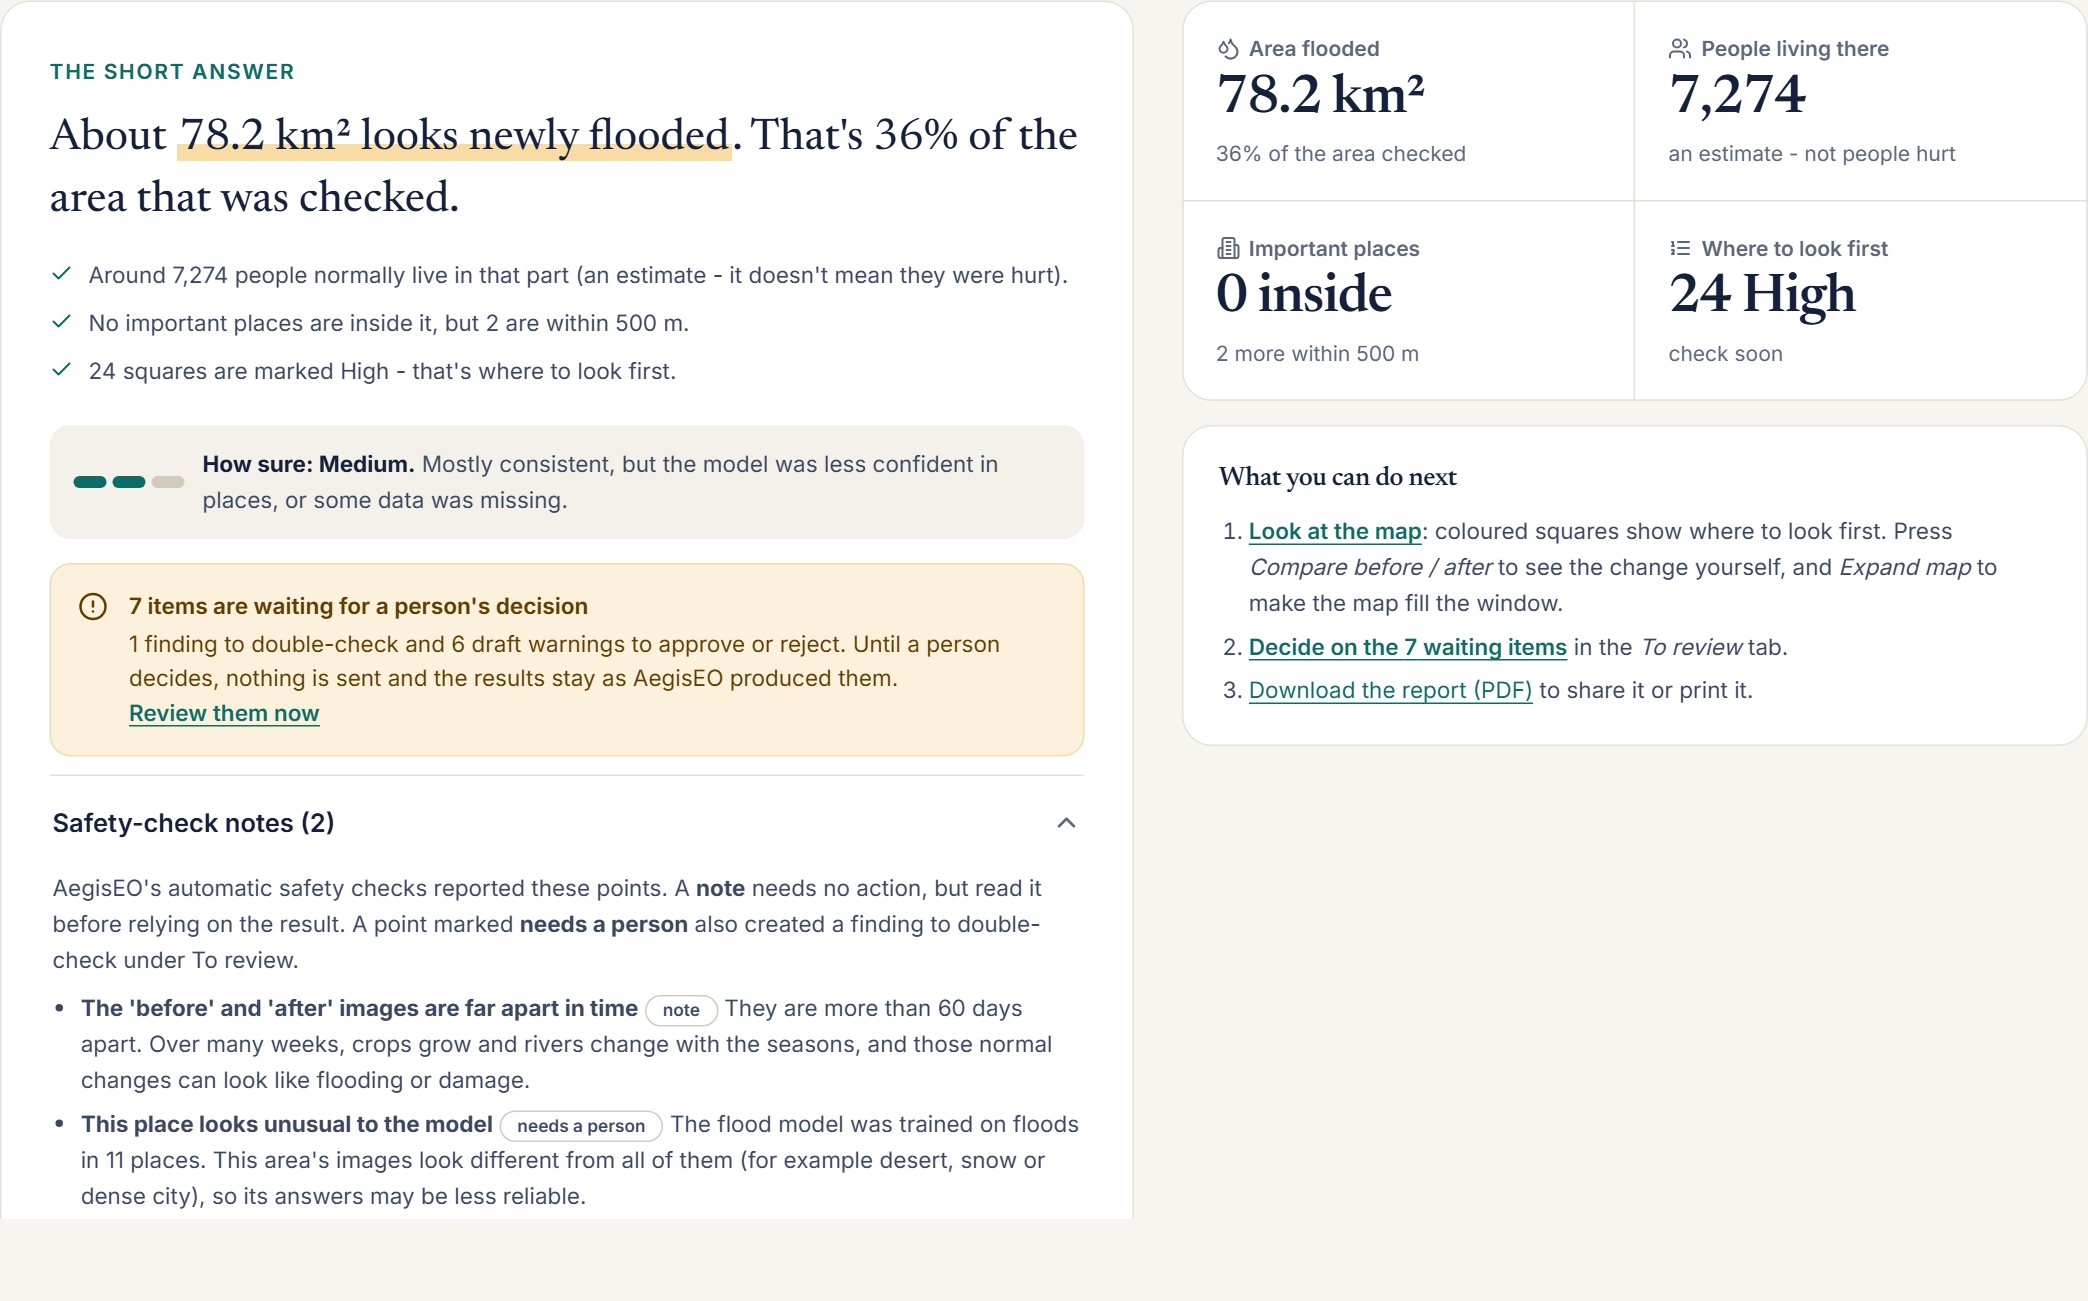 THE SHORT ANSWER
About 78.2 km² looks newly flooded. That's 36% of the
area that was checked.
Around 7,274 people normally live in that part (an estimate - it doesn't mean they were hurt).
No important places are inside it, but 2 are within 500 m.
24 squares are marked High - that's where to look first.
How sure: Medium. Mostly consistent, but the model was less confident in
places, or some data was missing.
7 items are waiting for a person's decision
1 finding to double-check and 6 draft warnings to approve or reject. Until a person
decides, nothing is sent and the results stay as AegisEO produced them.
Review them now
Safety-check notes (2)
AegisEO's automatic safety checks reported these points. A note needs no action, but read it
before relying on the result. A point marked needs a person also created a finding to double-
check under To review.
• The 'before' and 'after' images are far apart in time note They are more than 60 days
apart. Over many weeks, crops grow and rivers change with the seasons, and those normal
changes can look like flooding or damage.
• This place looks unusual to the model needs a person The flood model was trained on floods
in 11 places. This area's images look different from all of them (for example desert, snow or
dense city), so its answers may be less reliable.
Area flooded
78.2 km²
36% of the area checked
People living there
7,274
an estimate - not people hurt
Important places
0 inside
2 more within 500 m
Where to look first
24 High
check soon
What you can do next
1. Look at the map: coloured squares show where to look first. Press
Compare before / after to see the change yourself, and Expand map to
make the map fill the window.
2. Decide on the 7 waiting items in the To review tab.
3. Download the report (PDF) to share it or print it.